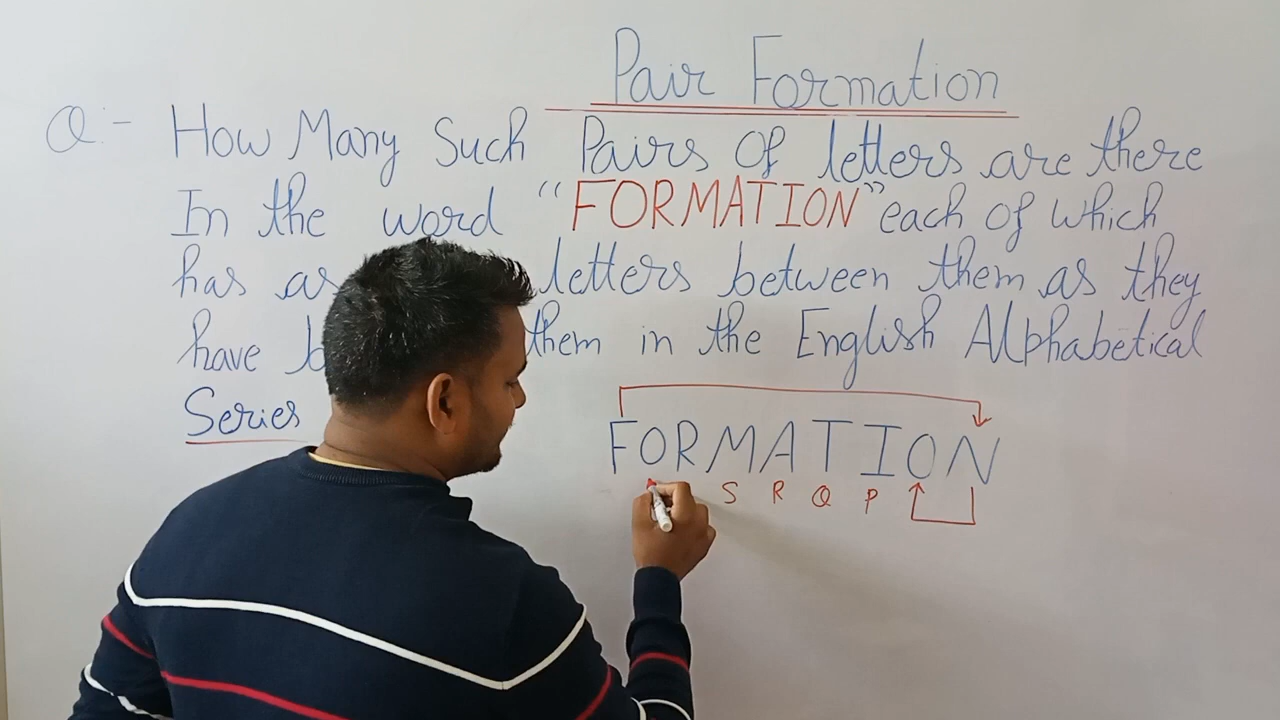 Pair Formation
Q:- How Many Such Pairs Of letters are there
In the word "FORMATION" each of which
has as letters between them as they
have them in the English Alphabetical
Series
FORMATION
S R Q P